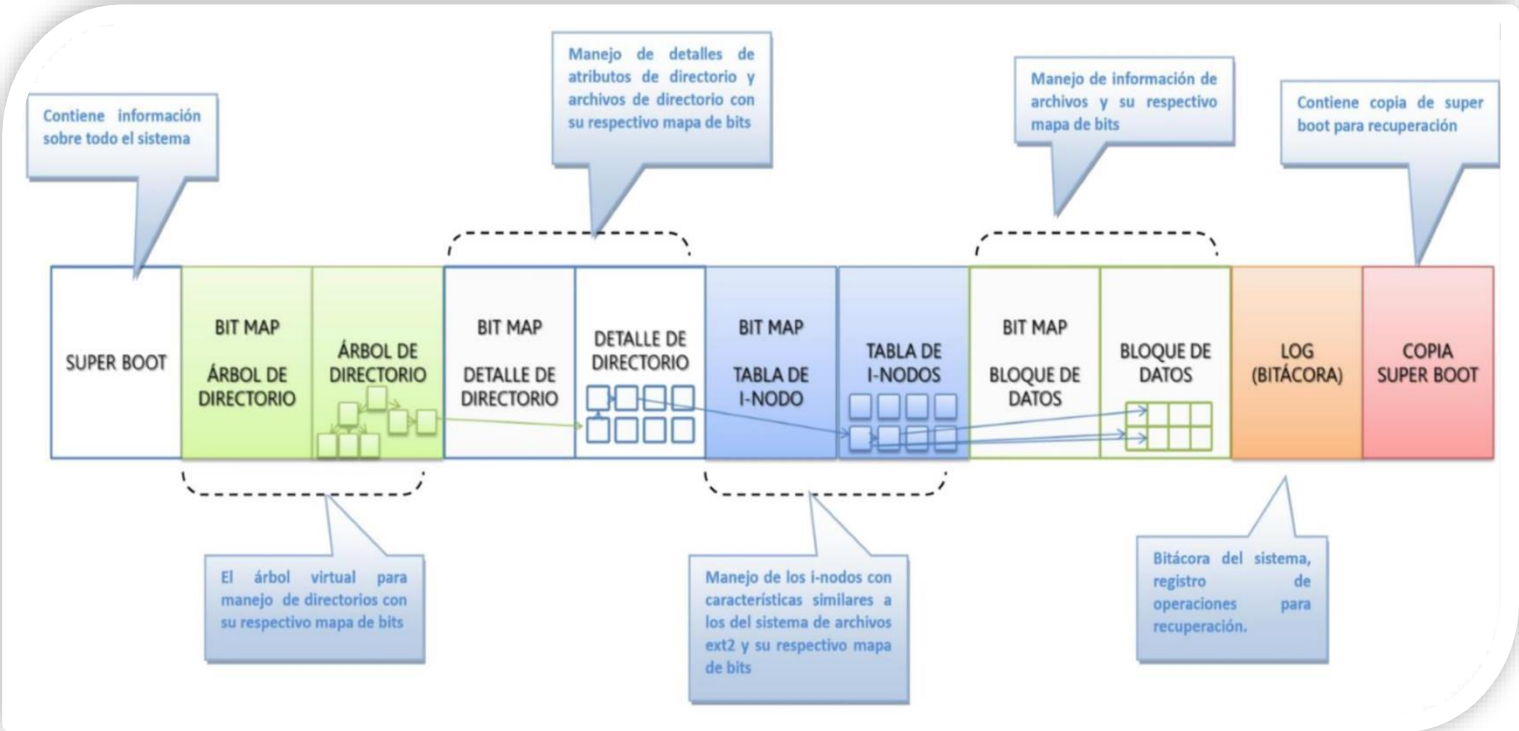 Contiene información
sobre todo el sistema
Manejo de detalles de
atributos de directorio y
archivos de directorio con
su respectivo mapa de bits
Manejo de información de
archivos y su respectivo
mapa de bits
Contiene copia de super
boot para recuperación
SUPER BOOT
BIT MAP
ÁRBOL DE
DIRECTORIO
ÁRBOL DE
DIRECTORIO
BIT MAP
DETALLE DE
DIRECTORIO
DETALLE DE
DIRECTORIO
BIT MAP
TABLA DE
I-NODO
TABLA DE
I-NODOS
BIT MAP
BLOQUE DE
DATOS
BLOQUE DE
DATOS
LOG
(BITÁCORA)
COPIA
SUPER BOOT
El árbol virtual para
manejo de directorios con
su respectivo mapa de bits
Manejo de los i-nodos con
características similares a
los del sistema de archivos
ext2 y su respectivo mapa
de bits
Bitácora del sistema,
registro de
operaciones para
recuperación.